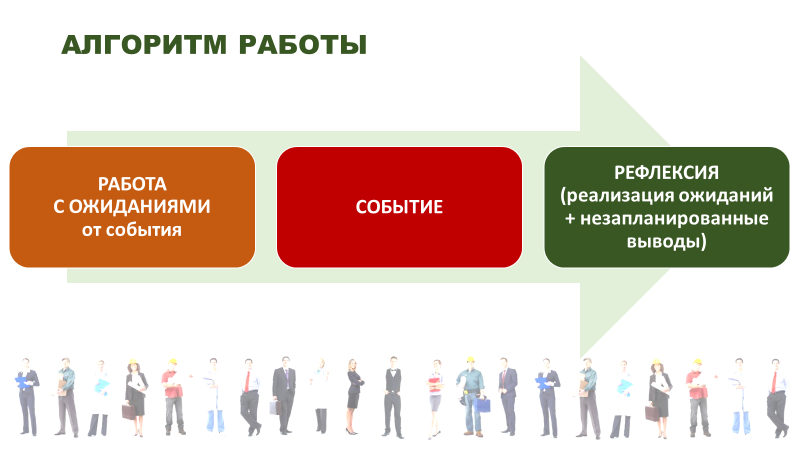 АЛГОРИТМ РАБОТЫ
РАБОТА
С ОЖИДАНИЯМИ
от события
СОБЫТИЕ
РЕФЛЕКСИЯ
(реализация ожиданий
+ незапланированные
выводы)